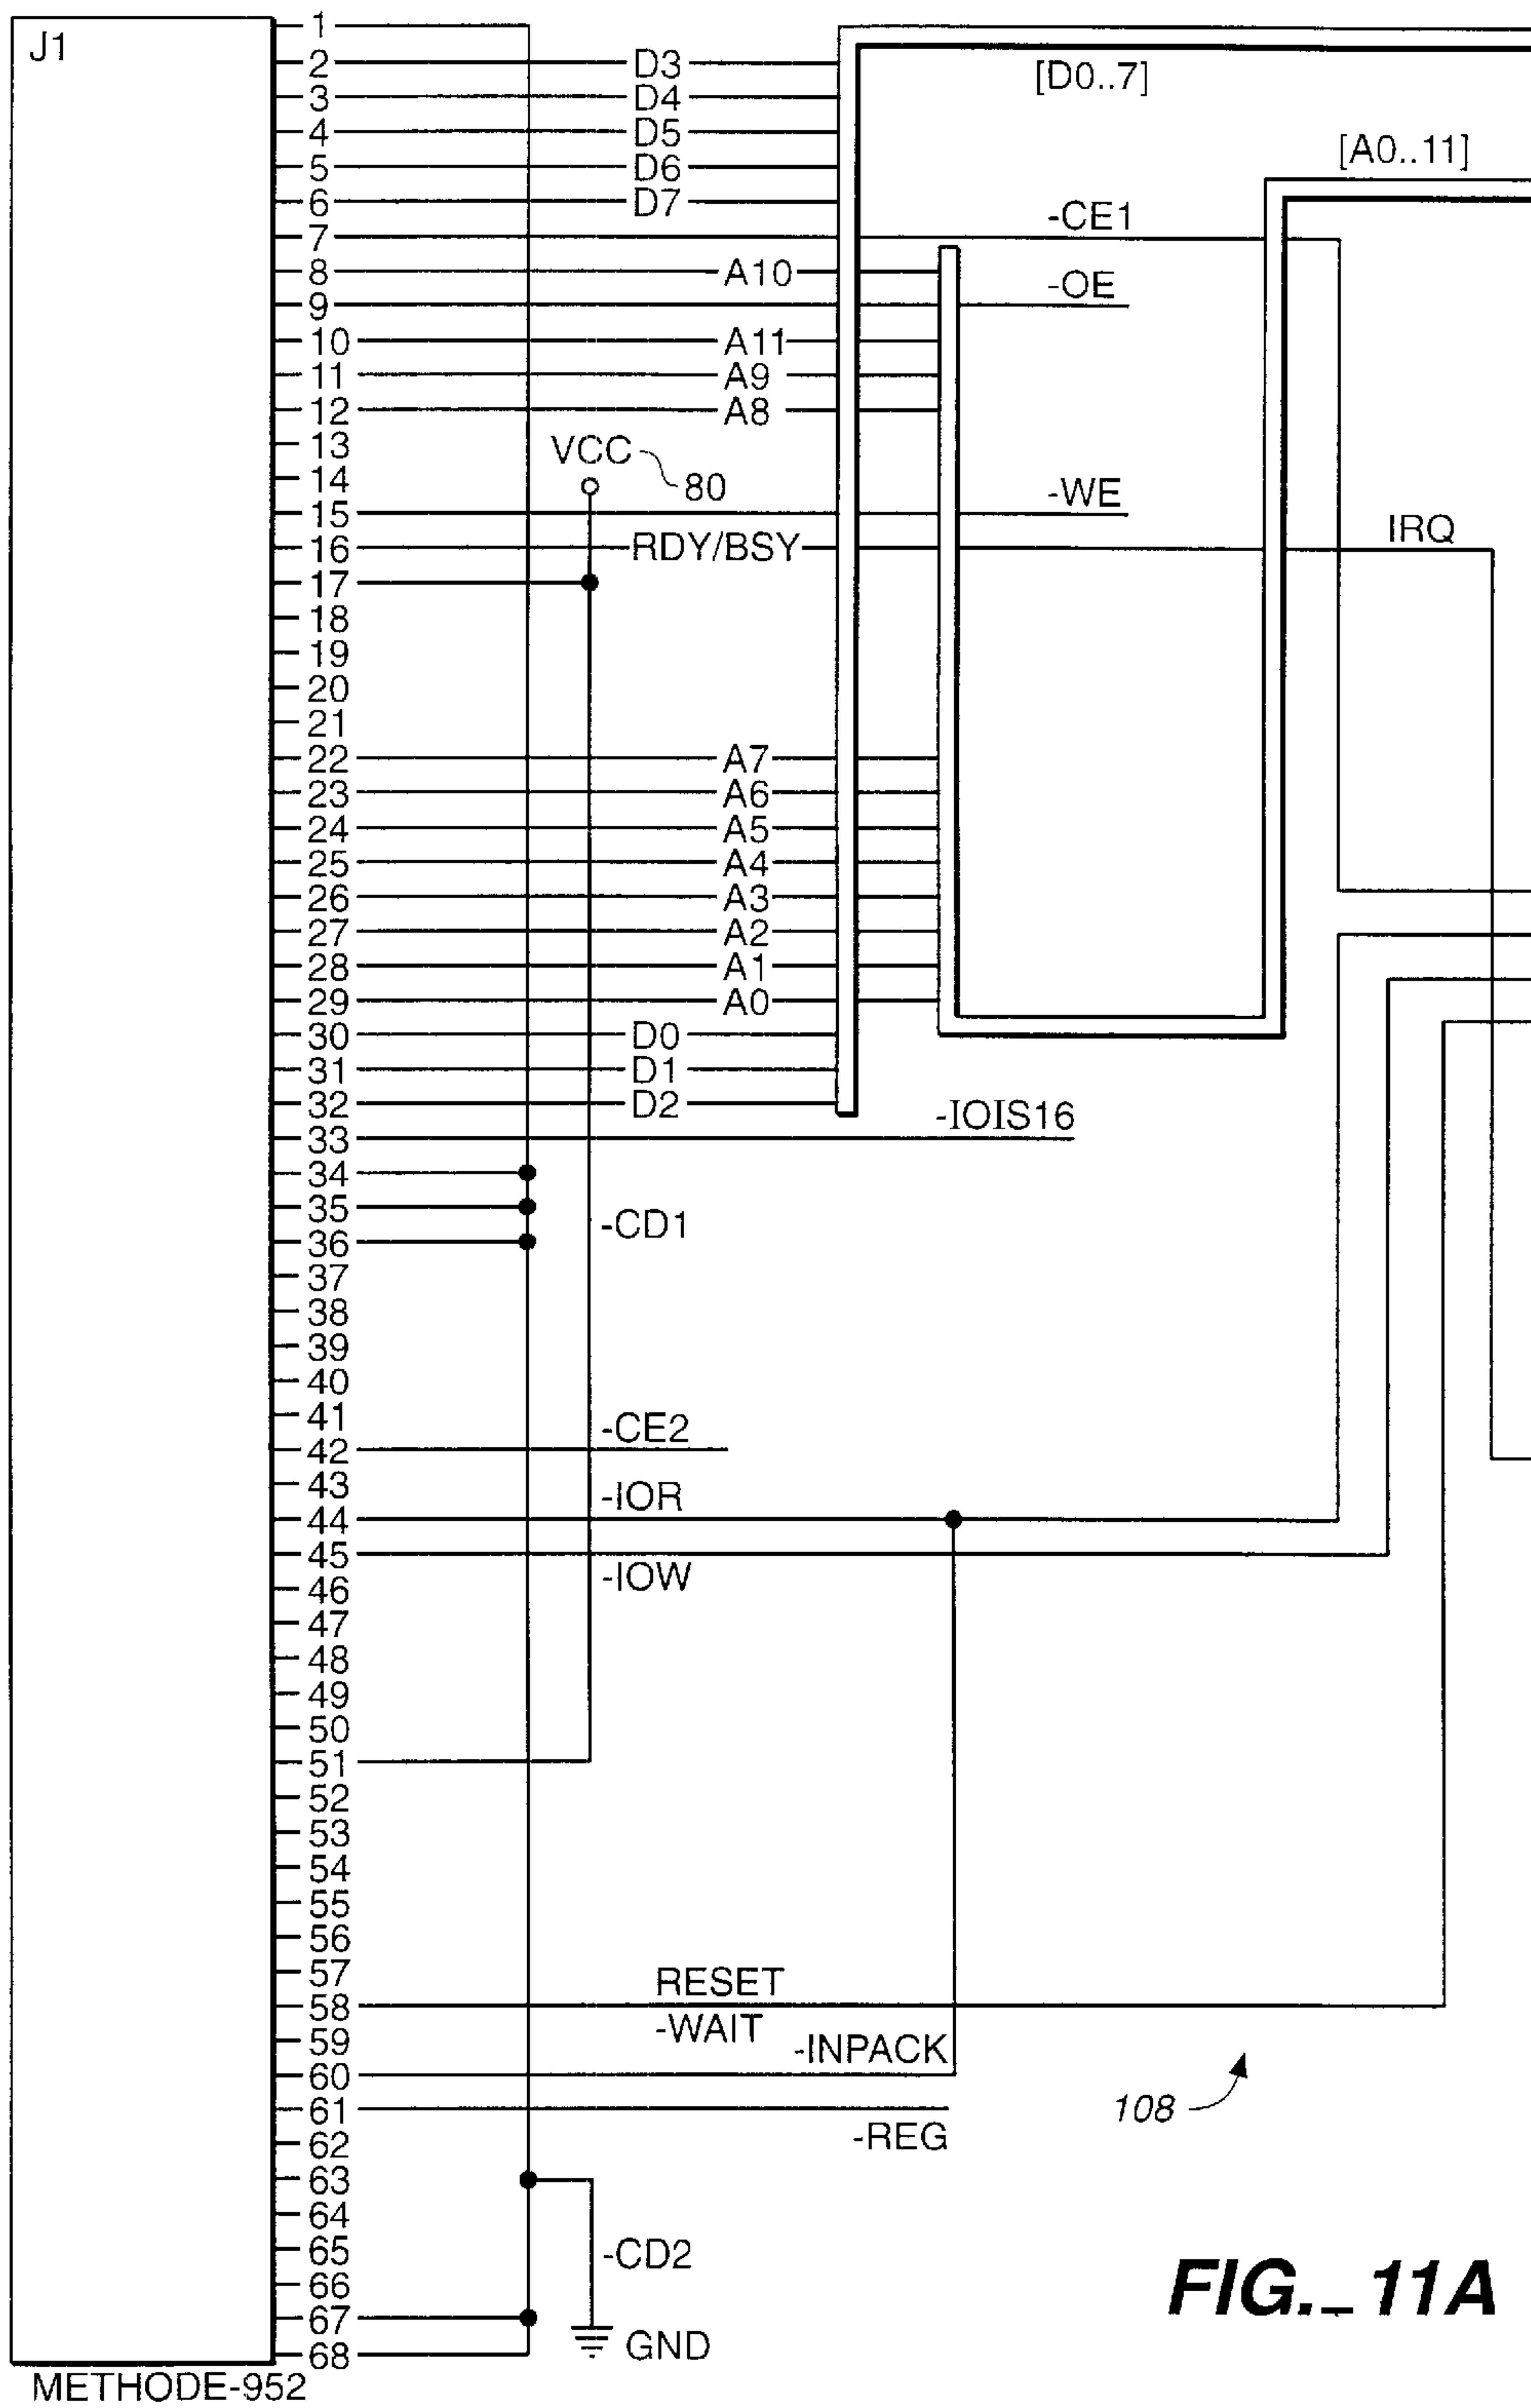 J1
1
2 D3
[D0..7]
3 D4
4 D5
[A0..11]
5 D6
6 D7
-CE1
7
8 A10
-OE
9
10 A11
11 A9
12 A8
13
VCC
14
80
-WE
15
IRQ
16 RDY/BSY
17
18
19
20
21
22 A7
23 A6
24 A5
25 A4
26 A3
27 A2
28 A1
29 A0
30 D0
31 D1
32 D2
-IOIS16
33
34
35
-CD1
36
37
38
39
40
41
-CE2
42
43
-IOR
44
45
-IOW
46
47
48
49
50
51
52
53
54
55
56
57
RESET
58
-WAIT
59
-INPACK
60
61
108
-REG
62
63
64
-CD2
65
66
67
GND
68
METHODE-952
FIG._11A